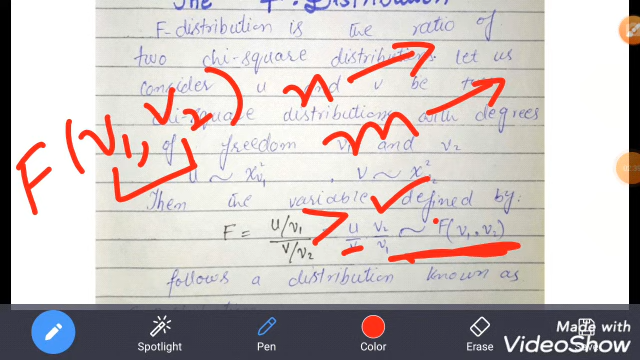 The F-Distribution
F-distribution is the ratio of
two chi-square distributions. let us
consider u and v be two
chi-square distributions with degrees
of freedom v1 and v2
u ~ χ²v1 , v ~ χ²2
Then the variable defined by:
F = u/v1 / v/v2 = u/v v2/v1 ~ F(v1, v2)
follows a distribution known as
F(v1, v2)
n
m
Spotlight
Pen
Color
Erase
Made with
VideoShow